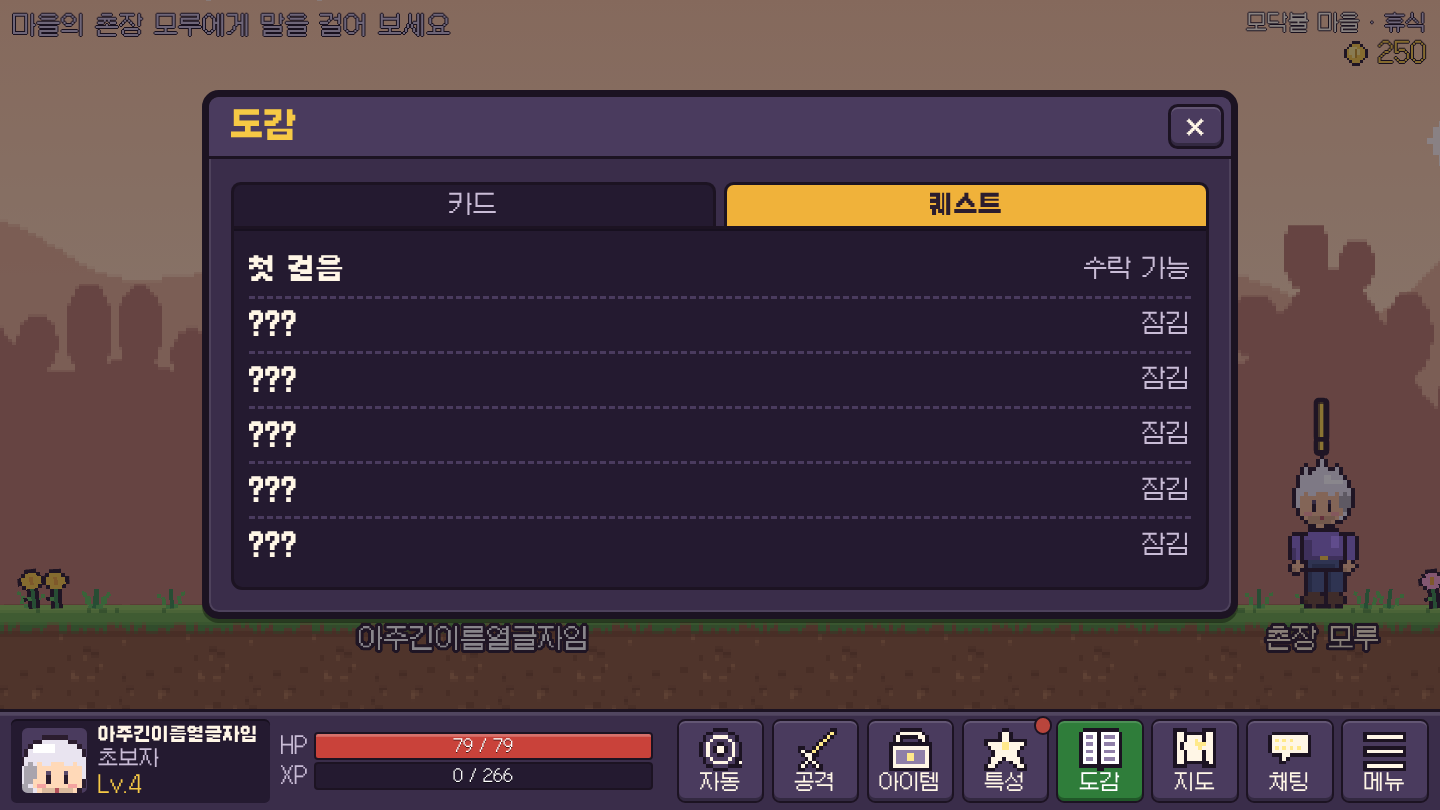 마을의 촌장 모루에게 말을 걸어 보세요
모닥불 마을 · 휴식
250
도감
카드
퀘스트
첫 걸음 수락 가능
??? 잠김
??? 잠김
??? 잠김
??? 잠김
??? 잠김
아주긴이름열글자임
촌장 모루
아주긴이름열글자임
초보자
Lv.4
HP 79 / 79
XP 0 / 266
자동
공격
아이템
특성
도감
지도
채팅
메뉴